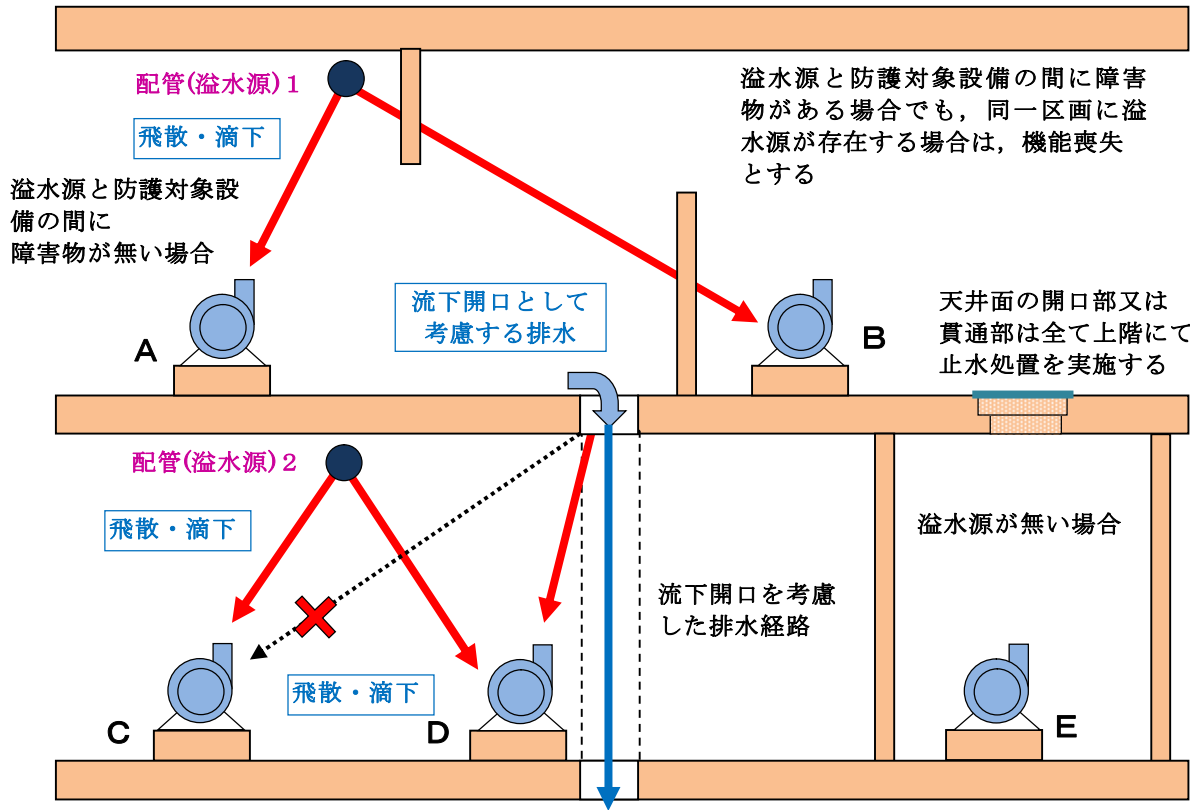 配管(溢水源)1
飛散・滴下
溢水源と防護対象設備の間に障害
物がある場合でも，同一区画に溢
水源が存在する場合は，機能喪失
とする
溢水源と防護対象設
備の間に
障害物が無い場合
A
流下開口として
考慮する排水
B
天井面の開口部又は
貫通部は全て上階にて
止水処置を実施する
配管(溢水源)2
飛散・滴下
溢水源が無い場合
流下開口を考慮
した排水経路
飛散・滴下
C
D
E